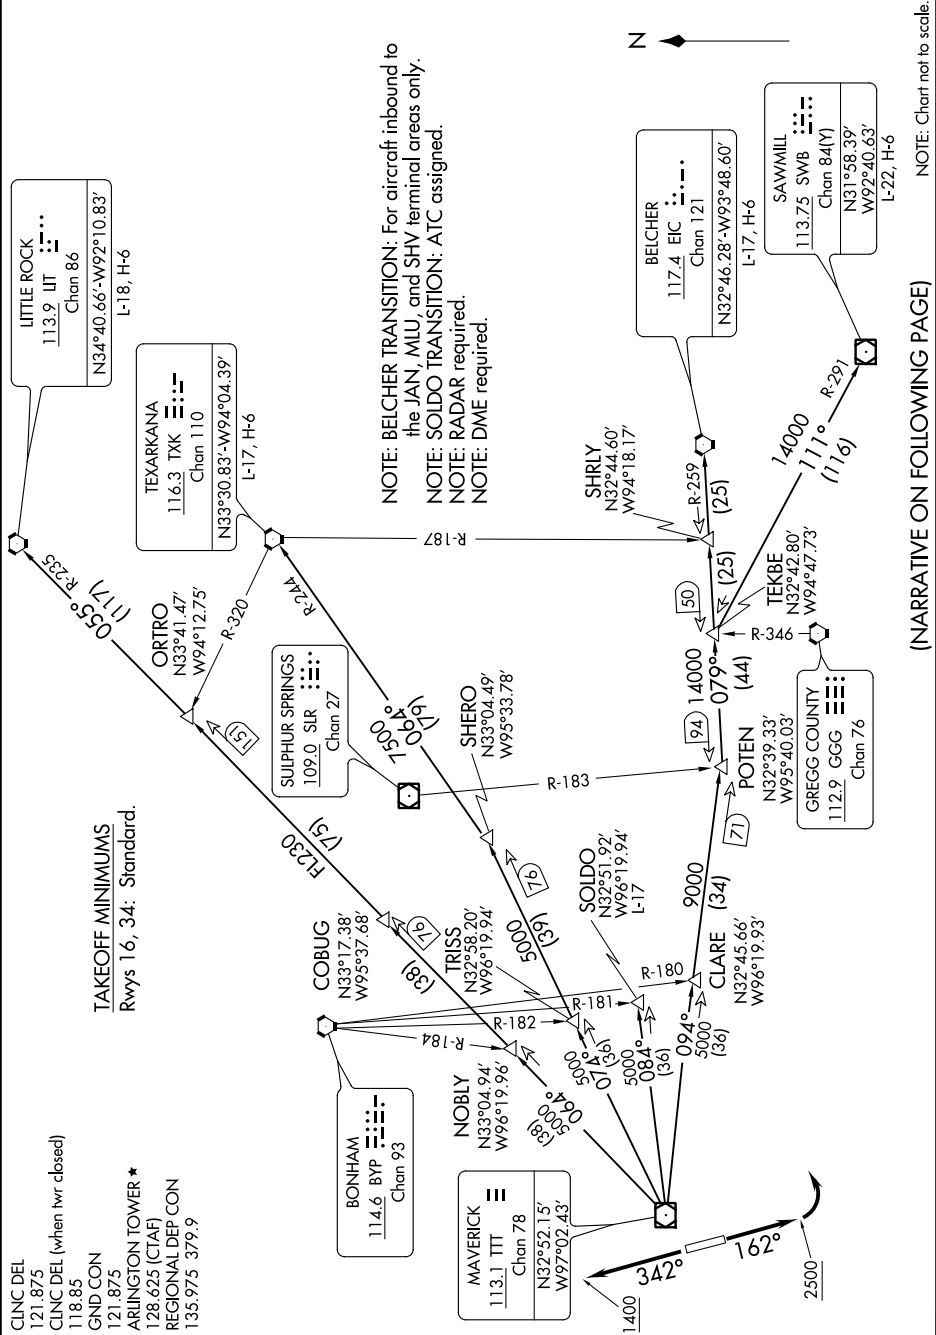 CLNC DEL
121.875
CLNC DEL (when twr closed)
118.85
GND CON
121.875
ARLINGTON TOWER ★
128.625 (CTAF)
REGIONAL DEP CON
135.975 379.9
TAKEOFF MINIMUMS
Rwys 16, 34: Standard.
LITTLE ROCK
113.9 LIT
Chan 86
N34°40.66'-W92°10.83'
L-18, H-6
TEXARKANA
116.3 TXK
Chan 110
N33°30.83'-W94°04.39'
L-17, H-6
NOTE: BELCHER TRANSITION: For aircraft inbound to
the JAN, MLU, and SHV terminal areas only.
NOTE: SOLDO TRANSITION: ATC assigned.
NOTE: RADAR required.
NOTE: DME required.
N
R-235
055°
(117)
ORTRO
N33°41.47'
W94°12.75'
R-320
R-244
R-187
151
FL230
(75)
SULPHUR SPRINGS
109.0 SLR
Chan 27
7500
064°
(79)
SHERO
N33°04.49'
W95°33.78'
R-183
COBUG
N33°17.38'
W95°37.68'
76
(38)
TRISS
N32°58.20'
W96°19.94'
5000
(39)
76
SOLDO
N32°51.92'
W96°19.94'
L-17
BONHAM
114.6 BYP
Chan 93
R-184
R-182
R-181
R-180
NOBLY
N33°04.94'
W96°19.96'
064°
5000
(38)
5000
074°
(36)
5000
084°
(36)
094°
5000
(36)
CLARE
N32°45.66'
W96°19.93'
9000
(34)
71
POTEN
N32°39.33'
W95°40.03'
94
14000
079°
(44)
GREGG COUNTY
112.9 GGG
Chan 76
R-346
TEKBE
N32°42.80'
W94°47.73'
50
(25)
SHRLY
N32°44.60'
W94°18.17'
R-259
(25)
BELCHER
117.4 EIC
Chan 121
N32°46.28'-W93°48.60'
L-17, H-6
14000
111°
(116)
R-291
SAWMILL
113.75 SWB
Chan 84(Y)
N31°58.39'
W92°40.63'
L-22, H-6
MAVERICK
113.1 TTT
Chan 78
N32°52.15'
W97°02.43'
342°
162°
1400
2500
(NARRATIVE ON FOLLOWING PAGE)
NOTE: Chart not to scale.